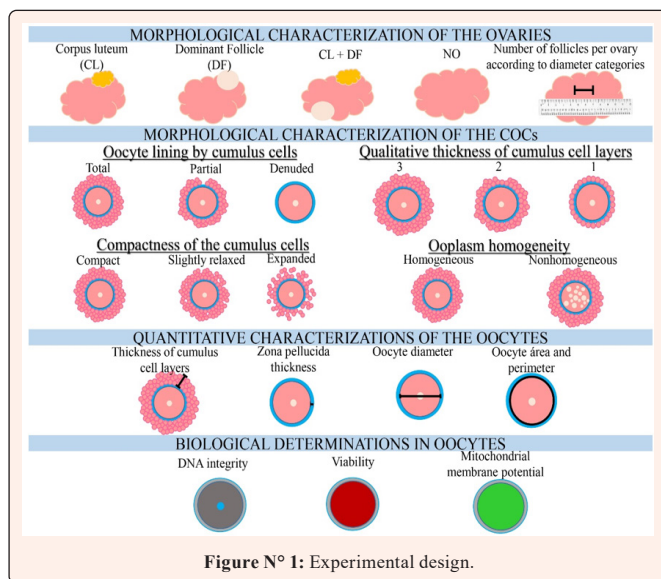 MORPHOLOGICAL CHARACTERIZATION OF THE OVARIES
Corpus luteum
(CL)
Dominant Follicle
(DF)
CL + DF
NO
Number of follicles per ovary
according to diameter categories
MORPHOLOGICAL CHARACTERIZATION OF THE COCs
Oocyte lining by cumulus cells
Total
Partial
Denuded
Qualitative thickness of cumulus cell layers
3
2
1
Compactness of the cumulus cells
Compact
Slightly relaxed
Expanded
Ooplasm homogeneity
Homogeneous
Nonhomogeneous
QUANTITATIVE CHARACTERIZATIONS OF THE OOCYTES
Thickness of cumulus
cell layers
Zona pellucida
thickness
Oocyte diameter
Oocyte área and
perimeter
BIOLOGICAL DETERMINATIONS IN OOCYTES
DNA integrity
Viability
Mitochondrial
membrane potential
Figure N° 1: Experimental design.